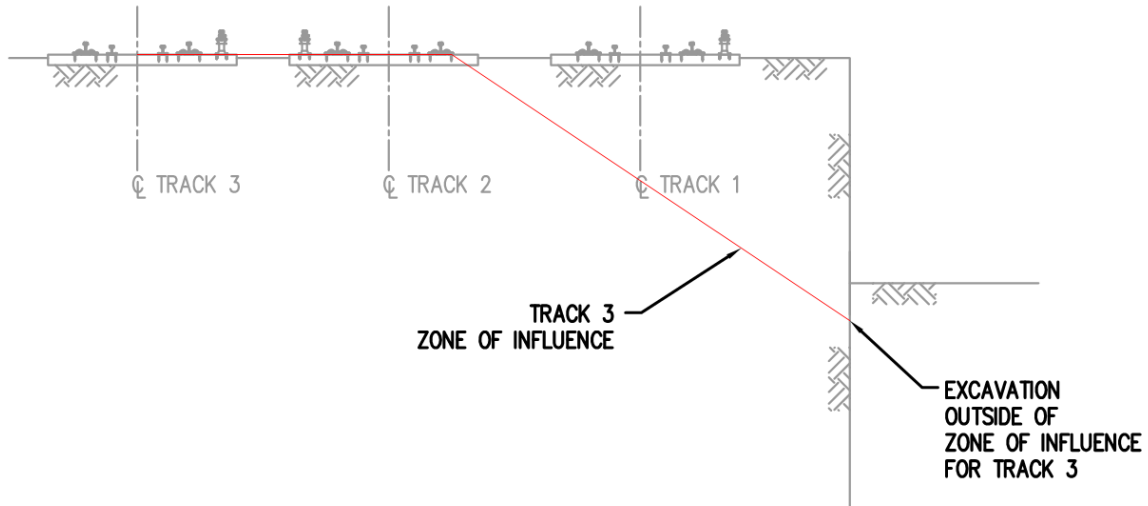 ℄ TRACK 3
℄ TRACK 2
℄ TRACK 1
TRACK 3
ZONE OF INFLUENCE
EXCAVATION
OUTSIDE OF
ZONE OF INFLUENCE
FOR TRACK 3